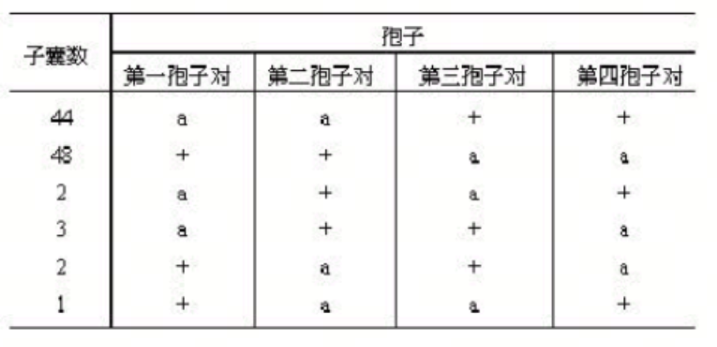 子囊数 孢子
第一孢子对 第二孢子对 第三孢子对 第四孢子对
44 a a + +
48 + + a a
2 a + a +
3 a + + a
2 + a + a
1 + a a +